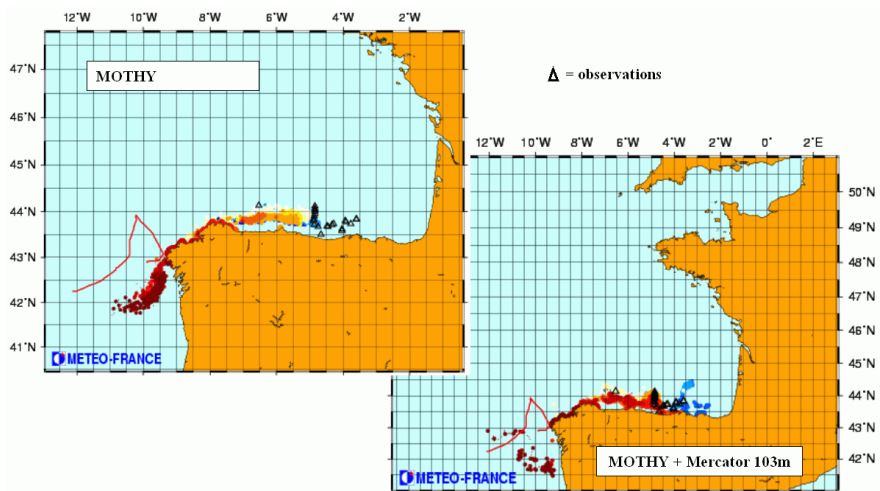 12°W 10°W 8°W 6°W 4°W 2°W
47°N
MOTHY
46°N
45°N
44°N
43°N
42°N
41°N
METEO-FRANCE
= observations
12°W 10°W 8°W 6°W 4°W 2°W 0° 2°E
50°N
49°N
48°N
47°N
46°N
45°N
44°N
43°N
42°N
METEO-FRANCE
MOTHY + Mercator 103m